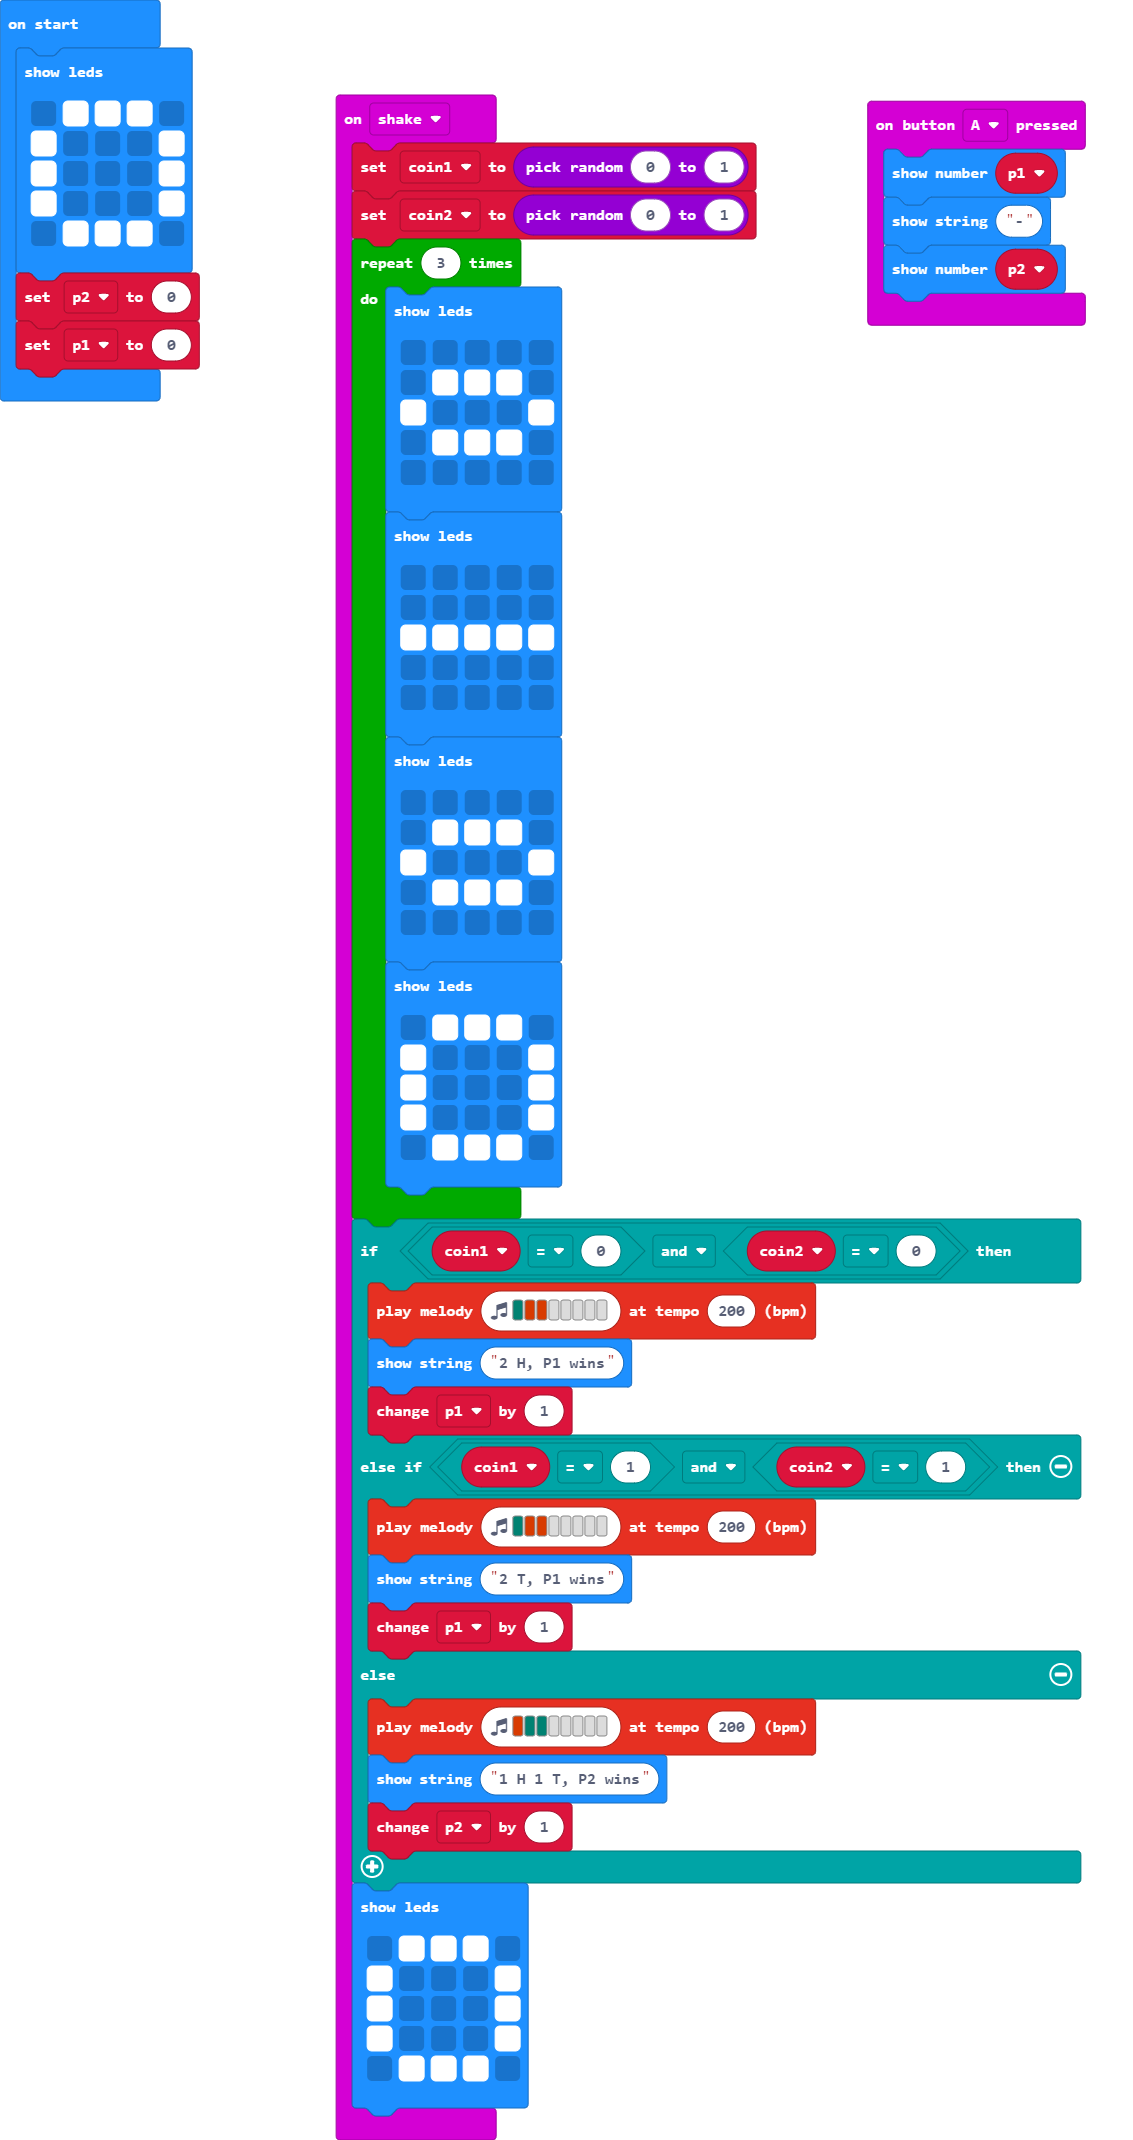 on start
show leds
set p2 to 0
set p1 to 0
on shake
set coin1 to pick random 0 to 1
set coin2 to pick random 0 to 1
repeat 3 times
do
show leds
show leds
show leds
show leds
if coin1 = 0 and coin2 = 0 then
play melody at tempo 200 (bpm)
show string "2 H, P1 wins"
change p1 by 1
else if coin1 = 1 and coin2 = 1 then
play melody at tempo 200 (bpm)
show string "2 T, P1 wins"
change p1 by 1
else
play melody at tempo 200 (bpm)
show string "1 H 1 T, P2 wins"
change p2 by 1
show leds
on button A pressed
show number p1
show string "-"
show number p2